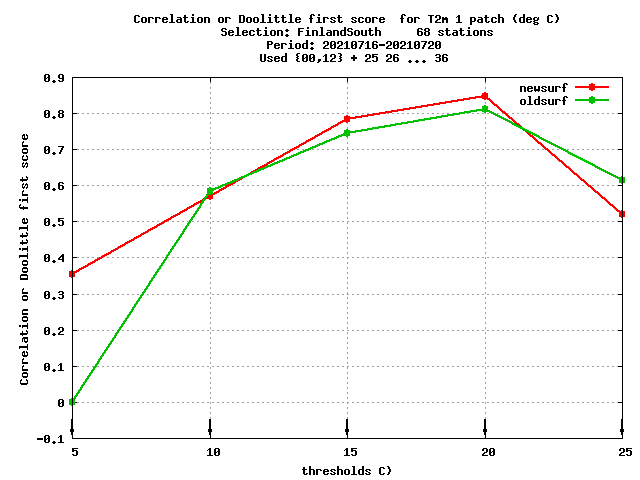 Correlation or Doolittle first score  for T2m 1 patch (deg C)
Selection: FinlandSouth     68 stations
Period: 20210716-20210720
Used {00,12} + 25 26 ... 36
newsurf
oldsurf
Correlation or Doolittle first score
0.9
0.8
0.7
0.6
0.5
0.4
0.3
0.2
0.1
0
-0.1
5 10 15 20 25
thresholds C)